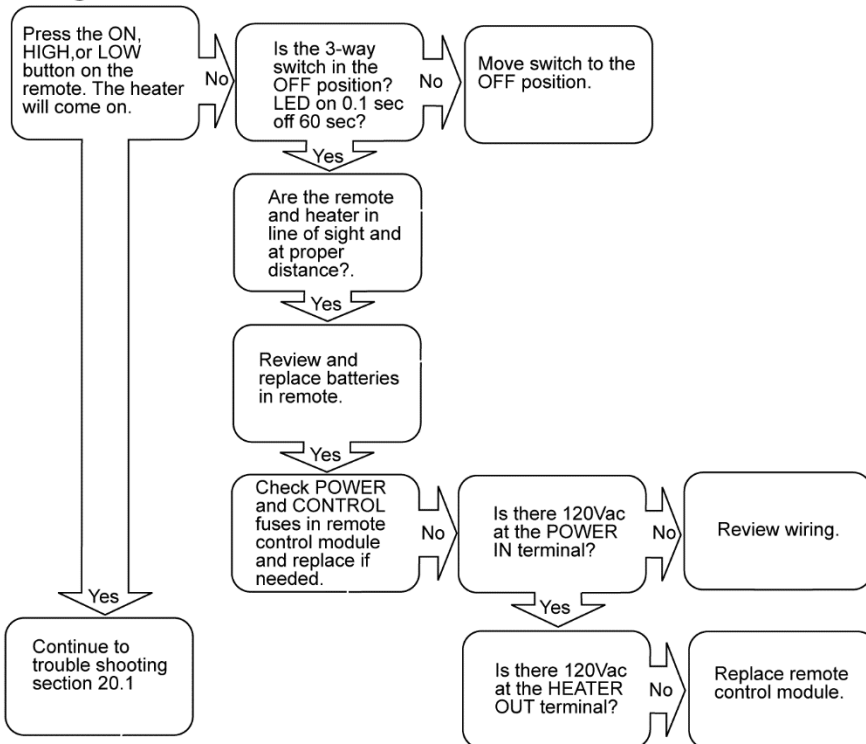 Press the ON,
HIGH,or LOW
button on the
remote. The heater
will come on.
No
Is the 3-way
switch in the
OFF position?
LED on 0.1 sec
off 60 sec?
No
Move switch to the
OFF position.
Yes
Are the remote
and heater in
line of sight and
at proper
distance?.
Yes
Review and
replace batteries
in remote.
Yes
Check POWER
and CONTROL
fuses in remote
control module
and replace if
needed.
No
Is there 120Vac
at the POWER
IN terminal?
No
Review wiring.
Yes
Yes
Continue to
trouble shooting
section 20.1
Is there 120Vac
at the HEATER
OUT terminal?
No
Replace remote
control module.